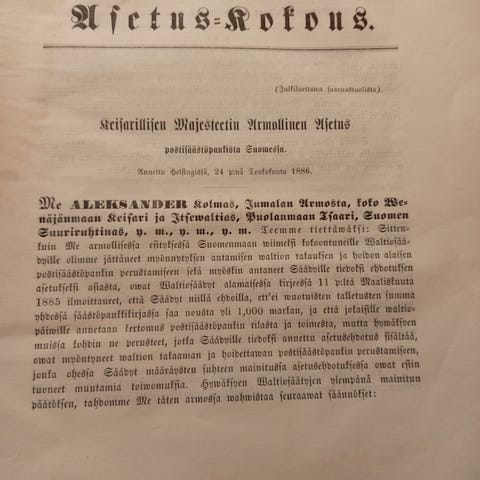 Asetus=Kokous.
(Julkiluettawa saarnatuolista).
Keisarillisen Majesteetin Armollinen Asetus
postisäästöpankista Suomessa.
Annettu Helsingissä, 24 p:nä Toukokuuta 1886.
Me ALEKSANDER Kolmas, Jumalan Armosta, koko We-
näjänmaan Keisari ja Itsewaltias, Puolanmaan Tsaari, Suomen
Suuriruhtinas, y. m., y. m., y. m. Teemme tiettäwäksi: Sitten-
kuin Me armollisessa esityksessä Suomenmaan wiimeksi kokoontuneille Waltiosää-
dyille olimme jättäneet myönnytyksen antamisen waltion takauksen ja hoidon alaisen
postisäästöpankin perustamiseen sekä myöskin antaneet Säädyille tiedoksi ehdotuksen
asetukseksi asiasta, owat Waltiosäädyt alamaisessa kirjeessä 11 p:ltä Maaliskuuta
1885 ilmoittaneet, että Säädyt niillä ehdoilla, ett'ei wuotuisten talletusten summa
yhdessä säästöpankkikirjassa saa nousta yli 1,000 markan, ja että jokaisille waltio-
päiwille annetaan kertomus postisäästöpankin tilasta ja toimesta, mutta hywäksyen
muissa kohdin ne perusteet, jotka Säädyille tiedoksi annettu asetusehdotus sisältää,
owat myöntyneet waltion takaaman ja hoidettawan postisäästöpankin perustamiseen,
jonka ohessa Säädyt määräysten suhteen mainitussa asetusehdotuksessa owat esiin
tuoneet muutamia toiwomuksia. Hywäksyen Waltiosäätyjen ylempänä mainitun
päätöksen, tahdomme Me täten armossa wahwistaa seuraawat säännökset: